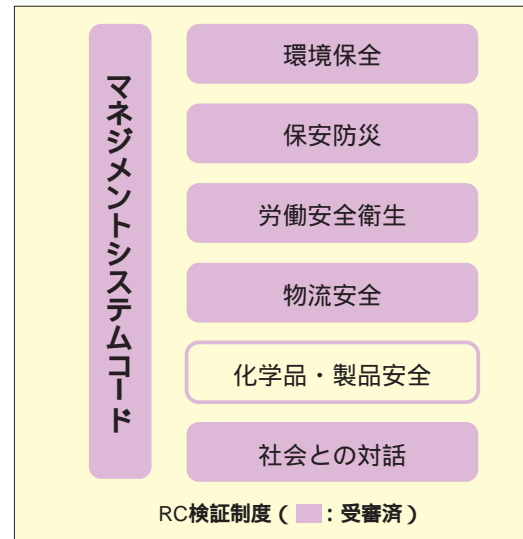 マネジメントシステムコード
環境保全
保安防災
労働安全衛生
物流安全
化学品・製品安全
社会との対話
RC検証制度（ ：受審済）